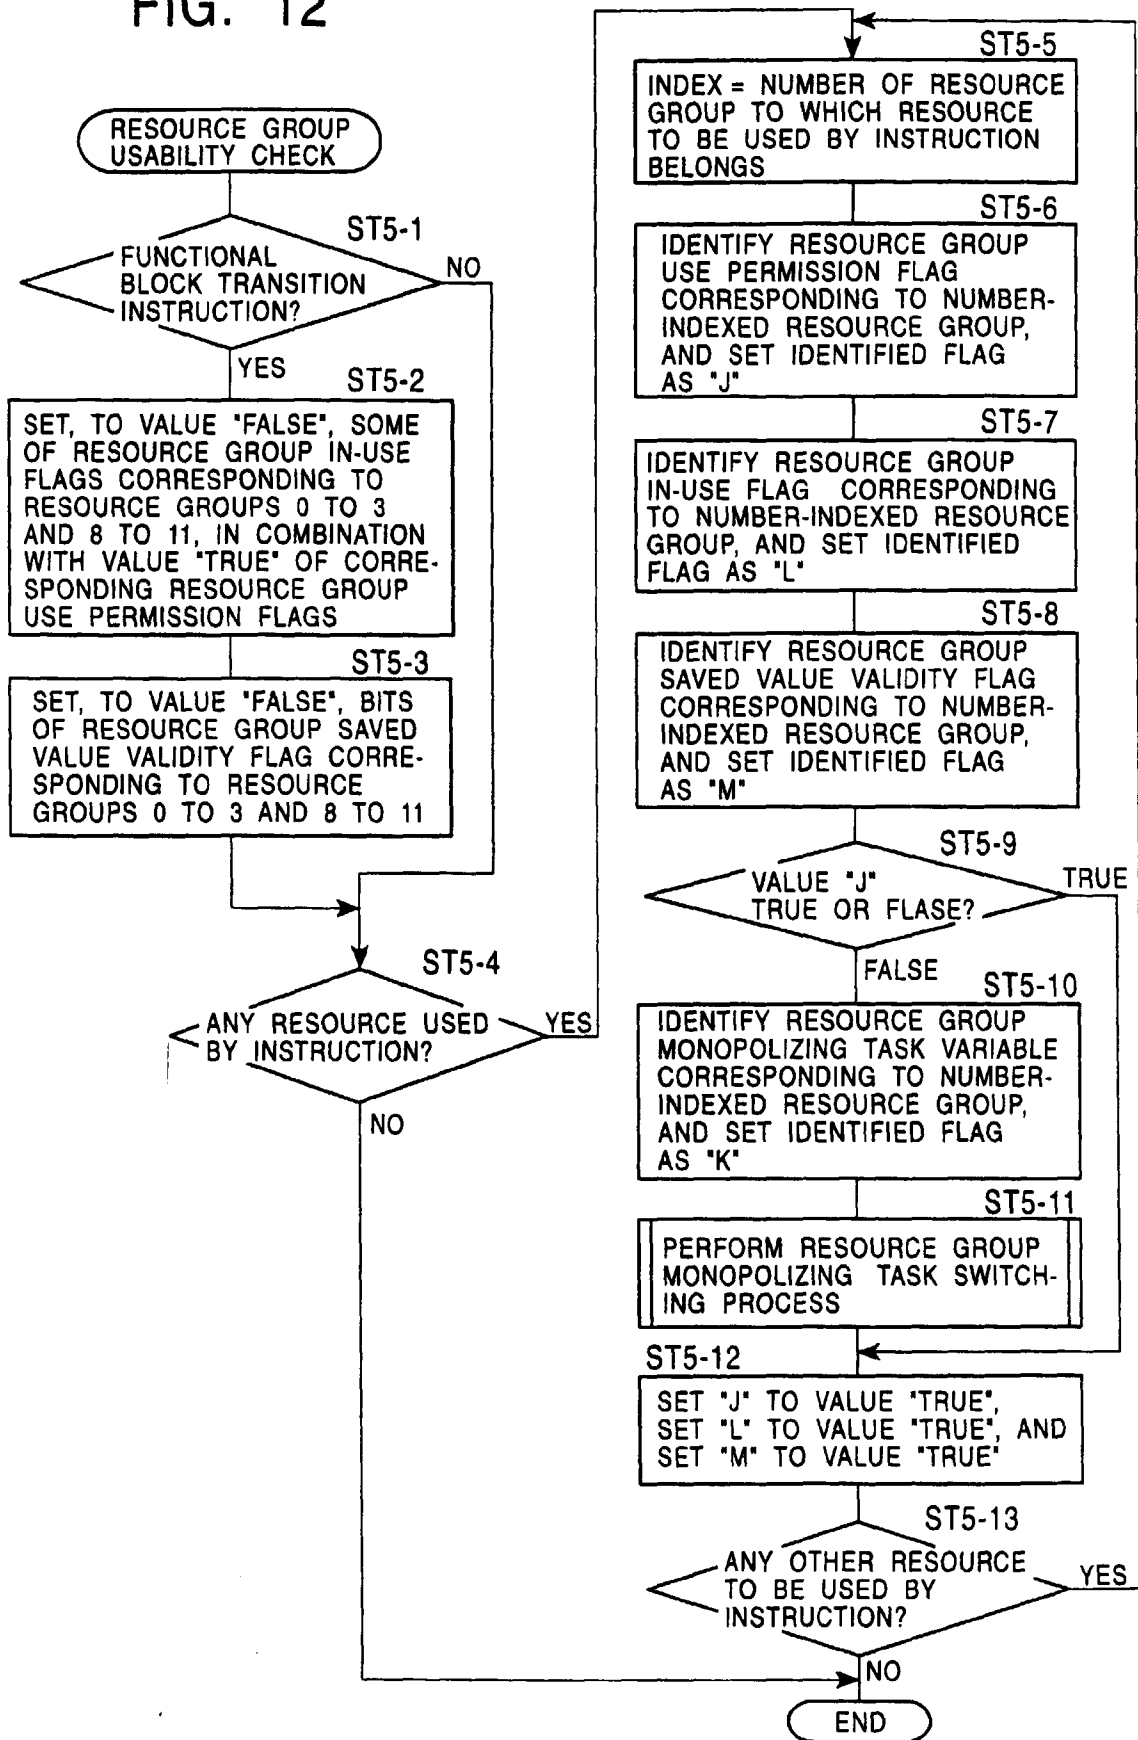 FIG. 12
RESOURCE GROUP
USABILITY CHECK
ST5-1
FUNCTIONAL
BLOCK TRANSITION
INSTRUCTION?
NO
YES
ST5-2
SET, TO VALUE "FALSE", SOME
OF RESOURCE GROUP IN-USE
FLAGS CORRESPONDING TO
RESOURCE GROUPS 0 TO 3
AND 8 TO 11, IN COMBINATION
WITH VALUE "TRUE" OF CORRE-
SPONDING RESOURCE GROUP
USE PERMISSION FLAGS
ST5-3
SET, TO VALUE "FALSE", BITS
OF RESOURCE GROUP SAVED
VALUE VALIDITY FLAG CORRE-
SPONDING TO RESOURCE
GROUPS 0 TO 3 AND 8 TO 11
ST5-4
ANY RESOURCE USED
BY INSTRUCTION?
YES
NO
ST5-5
INDEX = NUMBER OF RESOURCE
GROUP TO WHICH RESOURCE
TO BE USED BY INSTRUCTION
BELONGS
ST5-6
IDENTIFY RESOURCE GROUP
USE PERMISSION FLAG
CORRESPONDING TO NUMBER-
INDEXED RESOURCE GROUP,
AND SET IDENTIFIED FLAG
AS "J"
ST5-7
IDENTIFY RESOURCE GROUP
IN-USE FLAG CORRESPONDING
TO NUMBER-INDEXED RESOURCE
GROUP, AND SET IDENTIFIED
FLAG AS "L"
ST5-8
IDENTIFY RESOURCE GROUP
SAVED VALUE VALIDITY FLAG
CORRESPONDING TO NUMBER-
INDEXED RESOURCE GROUP,
AND SET IDENTIFIED FLAG
AS "M"
ST5-9
VALUE "J"
TRUE OR FLASE?
TRUE
FALSE
ST5-10
IDENTIFY RESOURCE GROUP
MONOPOLIZING TASK VARIABLE
CORRESPONDING TO NUMBER-
INDEXED RESOURCE GROUP,
AND SET IDENTIFIED FLAG
AS "K"
ST5-11
PERFORM RESOURCE GROUP
MONOPOLIZING TASK SWITCH-
ING PROCESS
ST5-12
SET "J" TO VALUE "TRUE",
SET "L" TO VALUE "TRUE", AND
SET "M" TO VALUE "TRUE"
ST5-13
ANY OTHER RESOURCE
TO BE USED BY
INSTRUCTION?
YES
NO
END